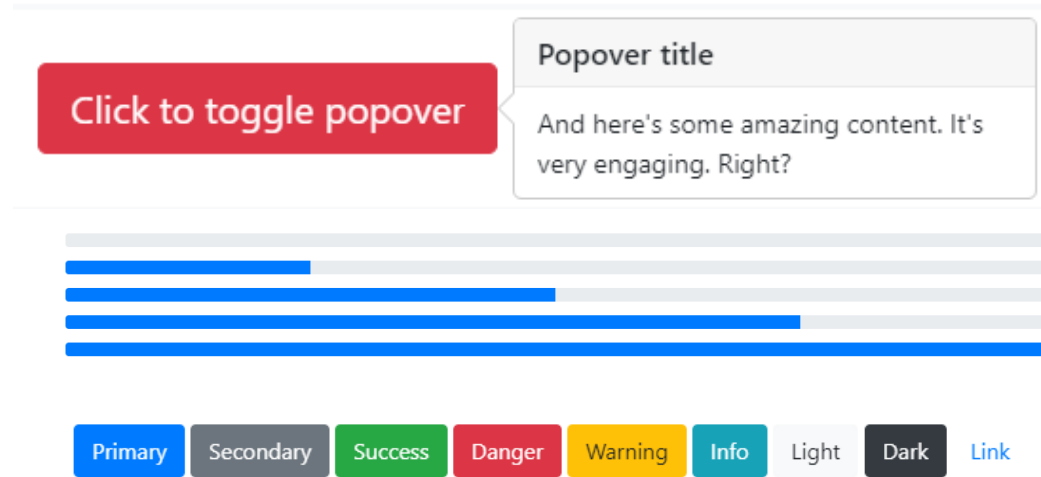 Popover title
Click to toggle popover
And here's some amazing content. It's
very engaging. Right?
Primary Secondary Success Danger Warning Info Light Dark Link